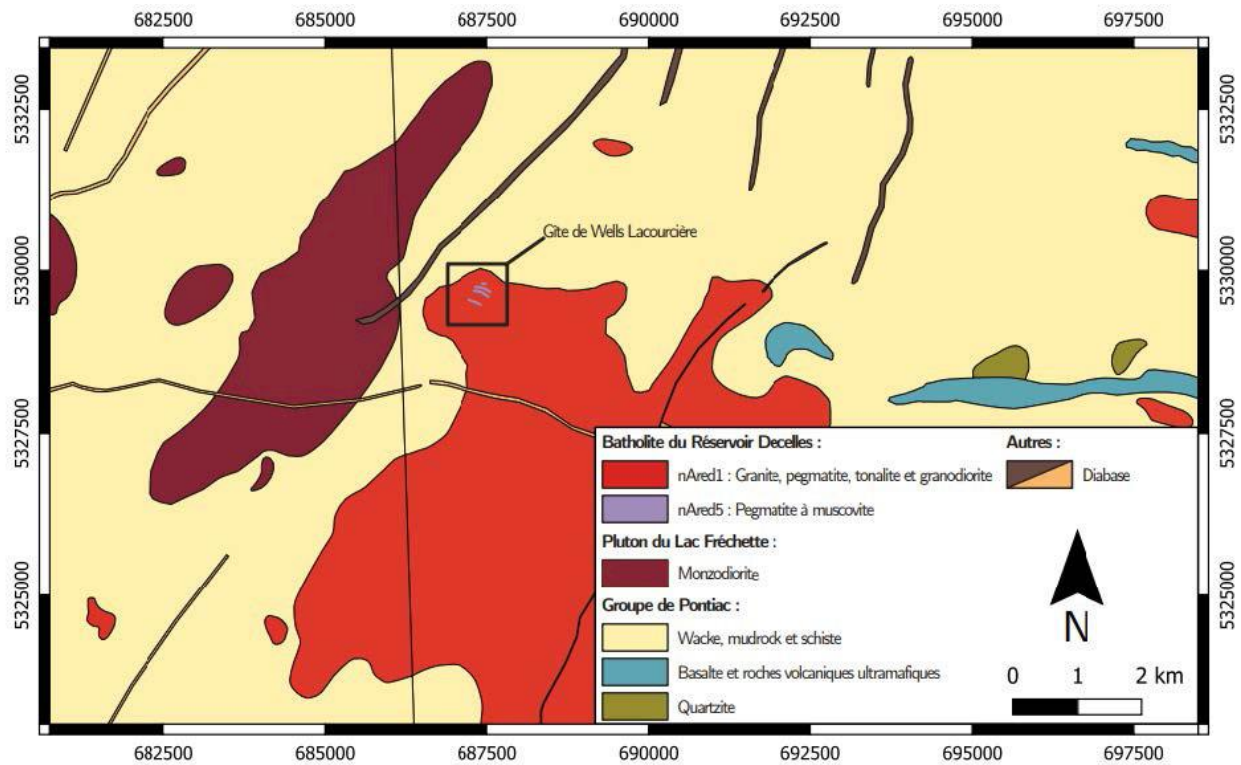 682500 685000 687500 690000 692500 695000 697500
5332500 5332500
Gîte de Wells Lacourcière
5330000 5330000
5327500 5327500
Batholite du Réservoir Decelles :
nAred1 : Granite, pegmatite, tonalite et granodiorite
nAred5 : Pegmatite à muscovite
Pluton du Lac Fréchette :
Monzodiorite
Groupe de Pontiac :
Wacke, mudrock et schiste
Basalte et roches volcaniques ultramafiques
Quartzite
Autres :
Diabase
N
0 1 2 km
5325000 5325000
682500 685000 687500 690000 692500 695000 697500